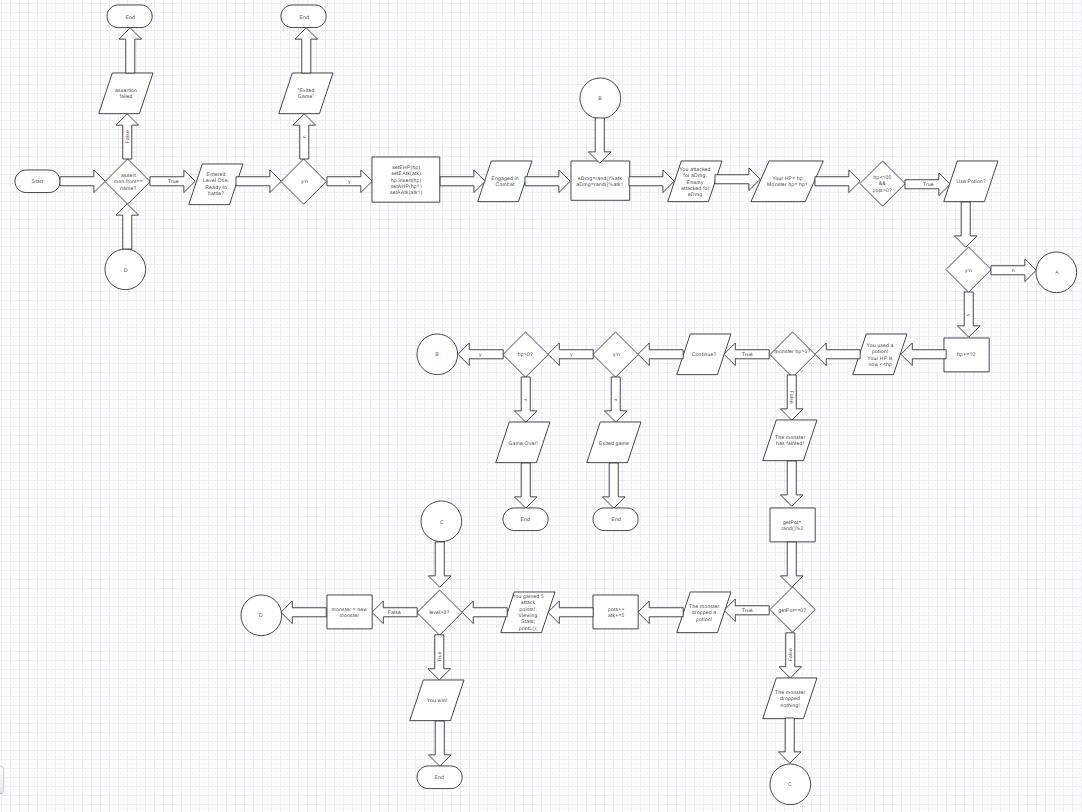 End
End
assertion
failed
"Exited
Game"
B
False
Start
assert
mon.front==
name?
True
Entered
Level One.
Ready to
battle?
y/n
y
setEHP(hp)
setEAtk(atk)
hp.insert(hp)
setAHP(hp1)
setAAtk(atk1)
Engaged in
Combat
eDmg=rand()%atk
aDmg=rand()%atk1
You attacked
for aDmg.
Enemy
attacked for
eDmg
Your HP= hp
Monster hp= hp1
hp<100
&&
pots>0?
True
Use Potion?
D
y/n
n
A
B
y
hp>0?
y
y/n
Continue?
True
monster hp>0?
You used a
potion!
Your HP is
now <<hp
hp+=10
False
Game Over!
Exited game
The monster
has fainted!
C
End
End
getPot=
rand()%2
D
monster = new
monster
False
level>8?
You gained 5
attack
points!
Viewing
Stats;
printL();
pots++
atk+=5
The monster
dropped a
potion!
True
getPot==0?
True
False
You win!
The monster
dropped
nothing!
End
C